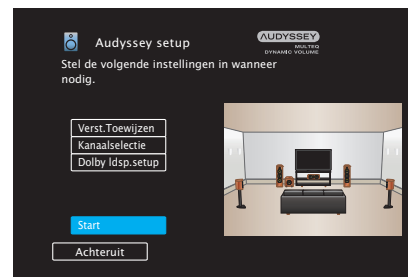 Audyssey setup
AUDYSSEY
MULTEQ
DYNAMIC VOLUME
Stel de volgende instellingen in wanneer
nodig.
Verst.Toewijzen
Kanaalselectie
Dolby ldsp.setup
Start
Achteruit